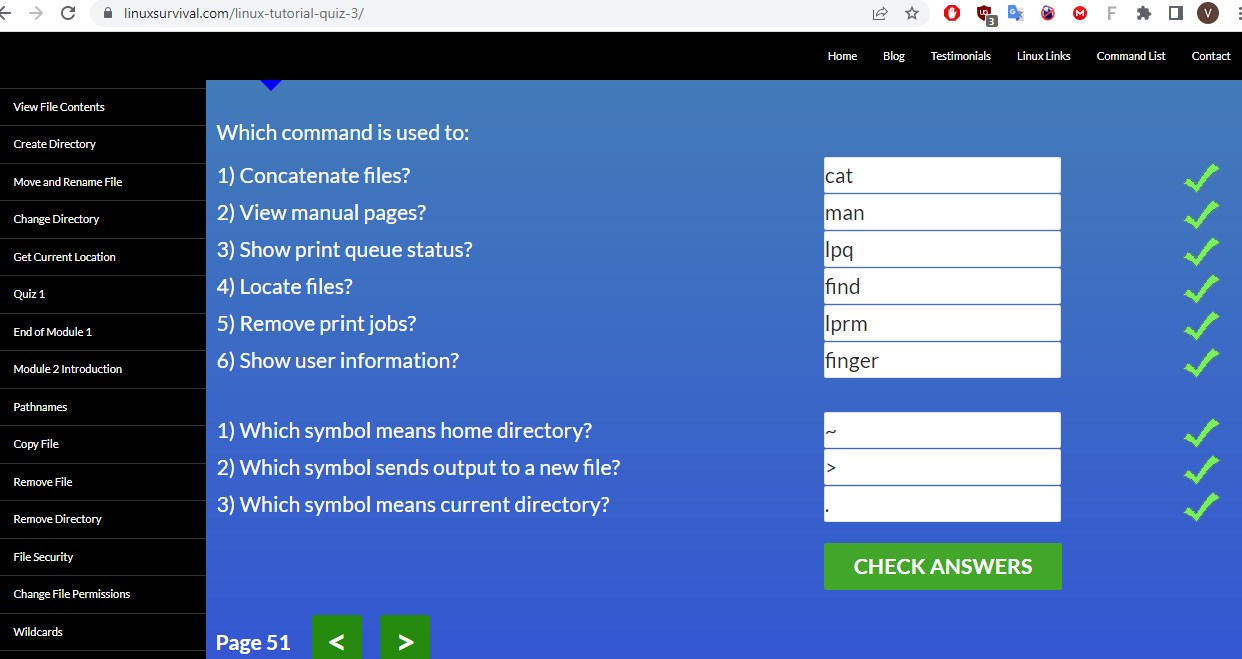 linuxsurvival.com/linux-tutorial-quiz-3/
3
M
F
V
Home Blog Testimonials Linux Links Command List Contact
View File Contents
Create Directory
Move and Rename File
Change Directory
Get Current Location
Quiz 1
End of Module 1
Module 2 Introduction
Pathnames
Copy File
Remove File
Remove Directory
File Security
Change File Permissions
Wildcards
Which command is used to:
1) Concatenate files? cat
2) View manual pages? man
3) Show print queue status? lpq
4) Locate files? find
5) Remove print jobs? lprm
6) Show user information? finger
1) Which symbol means home directory? ~
2) Which symbol sends output to a new file? >
3) Which symbol means current directory? .
CHECK ANSWERS
Page 51 < >